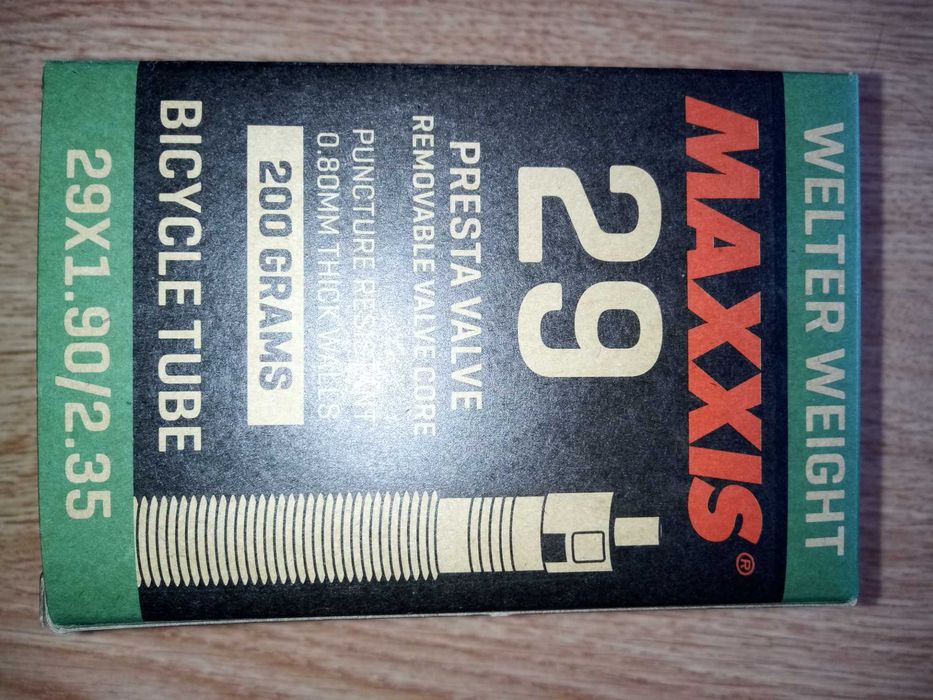 WELTER WEIGHT
MAXXIS®
29
PRESTA VALVE
REMOVABLE VALVE CORE
PUNCTURE RESISTANT
0.80MM THICK WALLS
200 GRAMS
BICYCLE TUBE
29X1.90/2.35